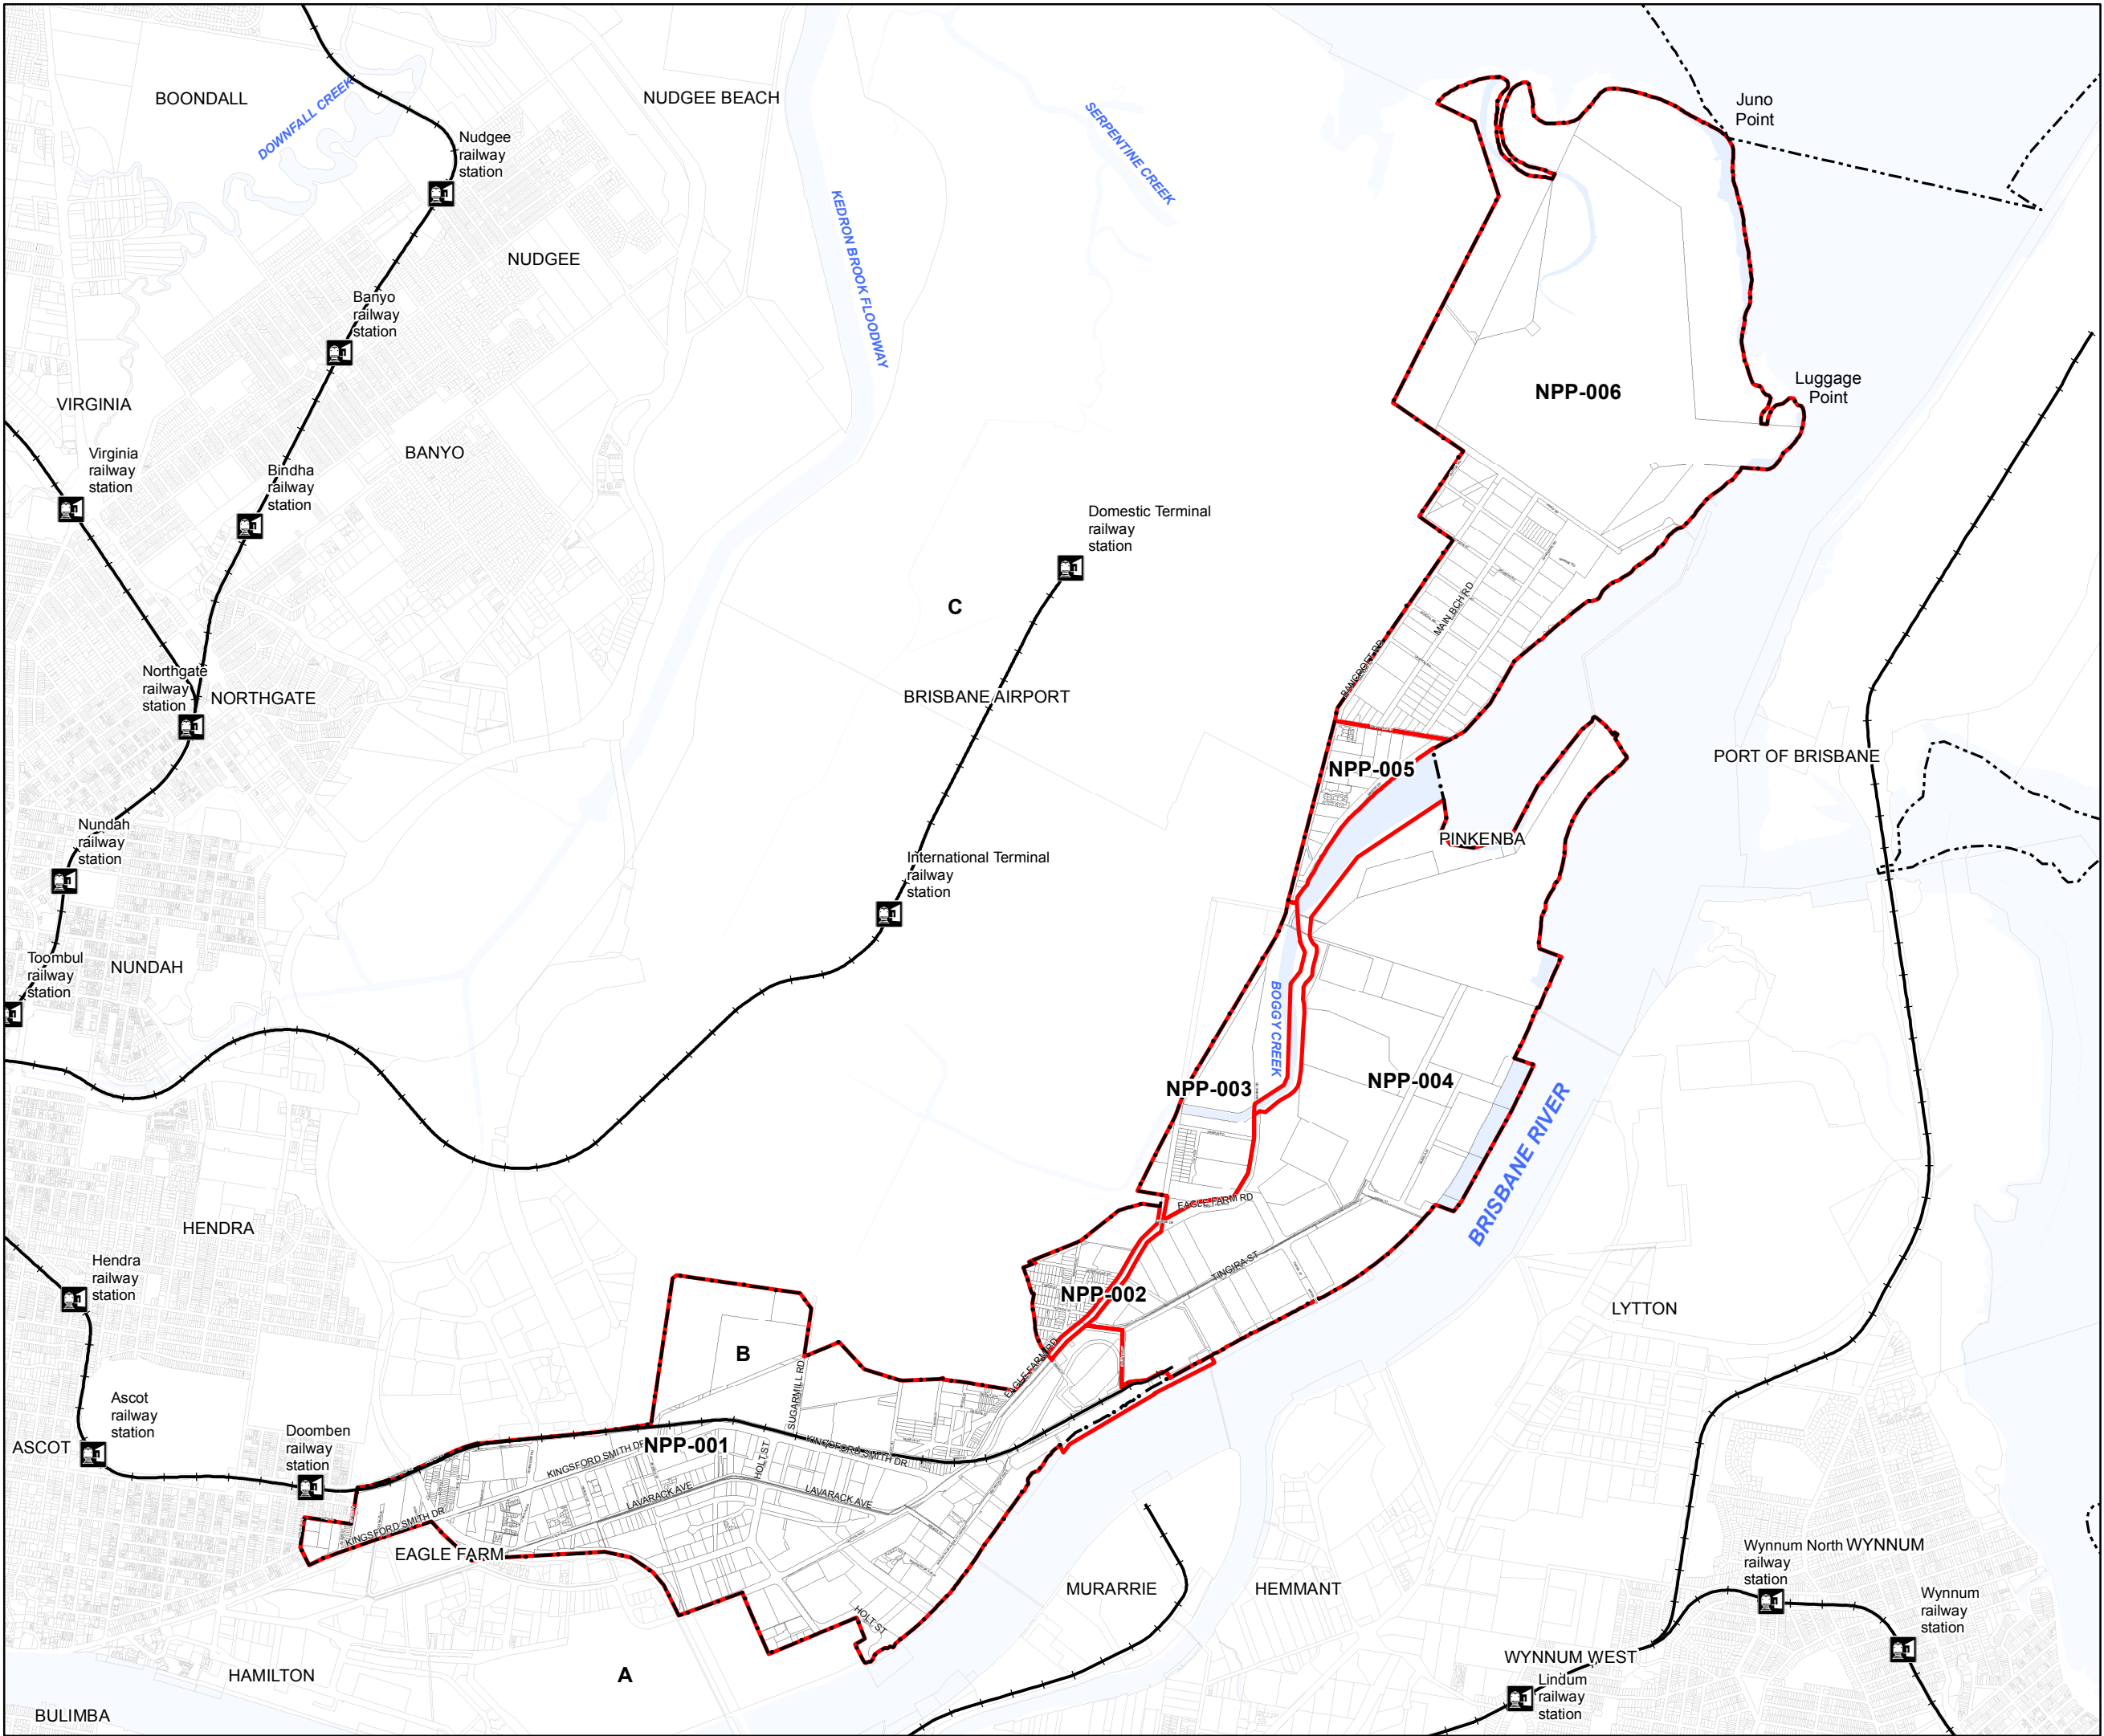 BOONDALL
DOWNFALL CREEK
NUDGEE BEACH
SERPENTINE CREEK
Juno
Point
Nudgee
railway
station
KEDRON BROOK FLOODWAY
NUDGEE
Banyo
railway
station
VIRGINIA
NPP-006
Luggage
Point
BANYO
Virginia
railway
station
Bindha
railway
station
Domestic Terminal
railway
station
C
MAIN BCH RD
BANCROFT RD
Northgate
railway
station
NORTHGATE
BRISBANE AIRPORT
PORT OF BRISBANE
NPP-005
PINKENBA
Nundah
railway
station
International Terminal
railway
station
Toombul
railway
station
NUNDAH
BOGGY CREEK
NPP-003
NPP-004
BRISBANE RIVER
EAGLE FARM RD
HENDRA
TINGIRA ST
Hendra
railway
station
NPP-002
LYTTON
B
EAGLE FARM RD
SUGARMILL RD
Ascot
railway
station
ASCOT
Doomben
railway
station
NPP-001
KINGSFORD SMITH DR
KINGSFORD SMITH DR
HOLT ST
LAVARACK AVE
LAVARACK AVE
KINGSFORD SMITH DR
EAGLE FARM
MURARRIE
HEMMANT
Wynnum North
railway
station
WYNNUM
Wynnum
railway
station
HOLT ST
WYNNUM WEST
HAMILTON
A
Lindum
railway
station
BULIMBA